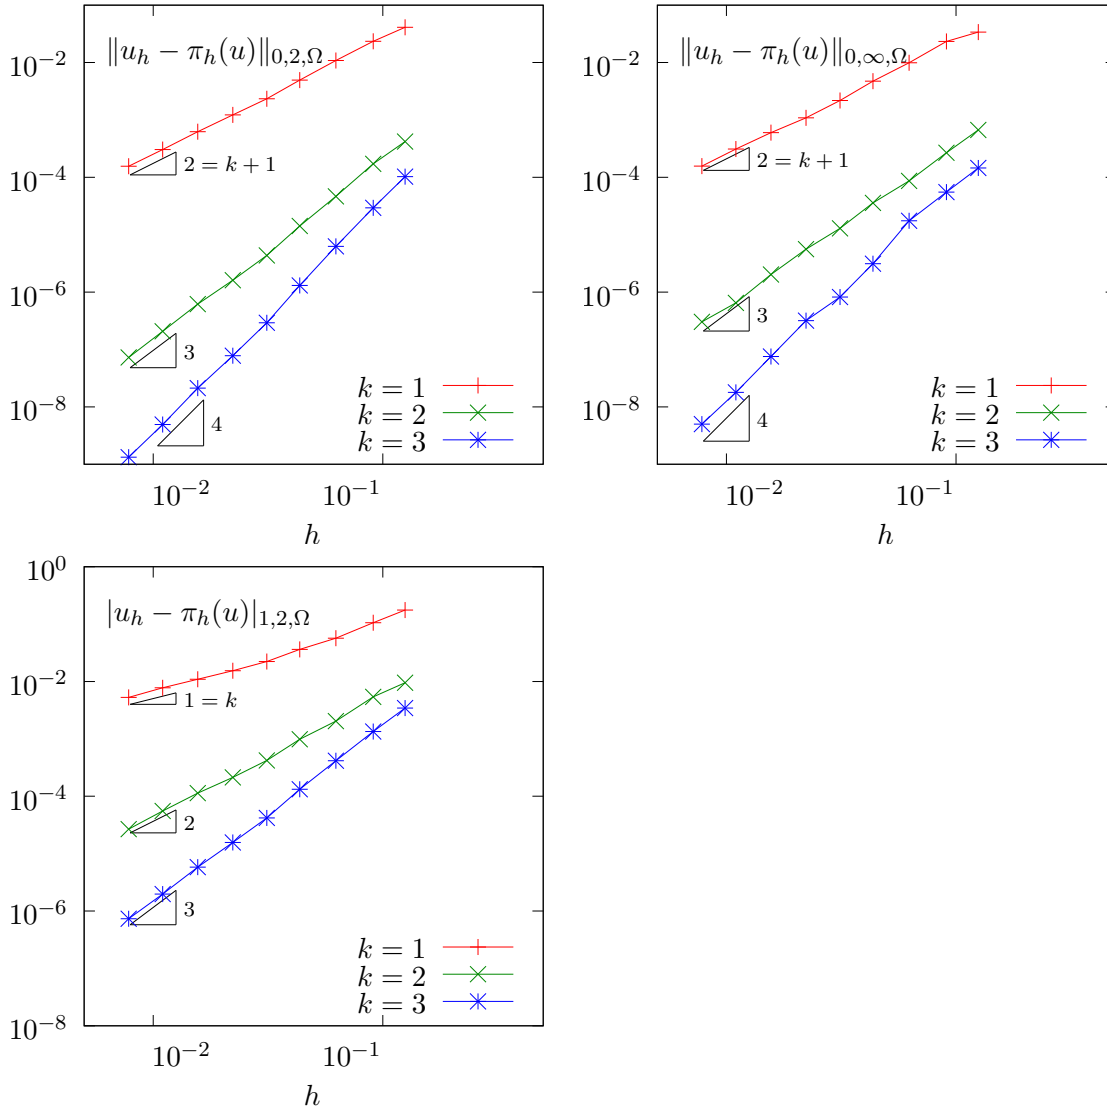 ‖u_h − π_h(u)‖_{0,2,Ω}
10^{−2}
10^{−4}
10^{−6}
10^{−8}
2 = k + 1
3
4
k = 1
k = 2
k = 3
10^{−2}
10^{−1}
h
‖u_h − π_h(u)‖_{0,∞,Ω}
10^{−2}
10^{−4}
10^{−6}
10^{−8}
2 = k + 1
3
4
k = 1
k = 2
k = 3
10^{−2}
10^{−1}
h
10^{0}
|u_h − π_h(u)|_{1,2,Ω}
10^{−2}
10^{−4}
10^{−6}
10^{−8}
1 = k
2
3
k = 1
k = 2
k = 3
10^{−2}
10^{−1}
h